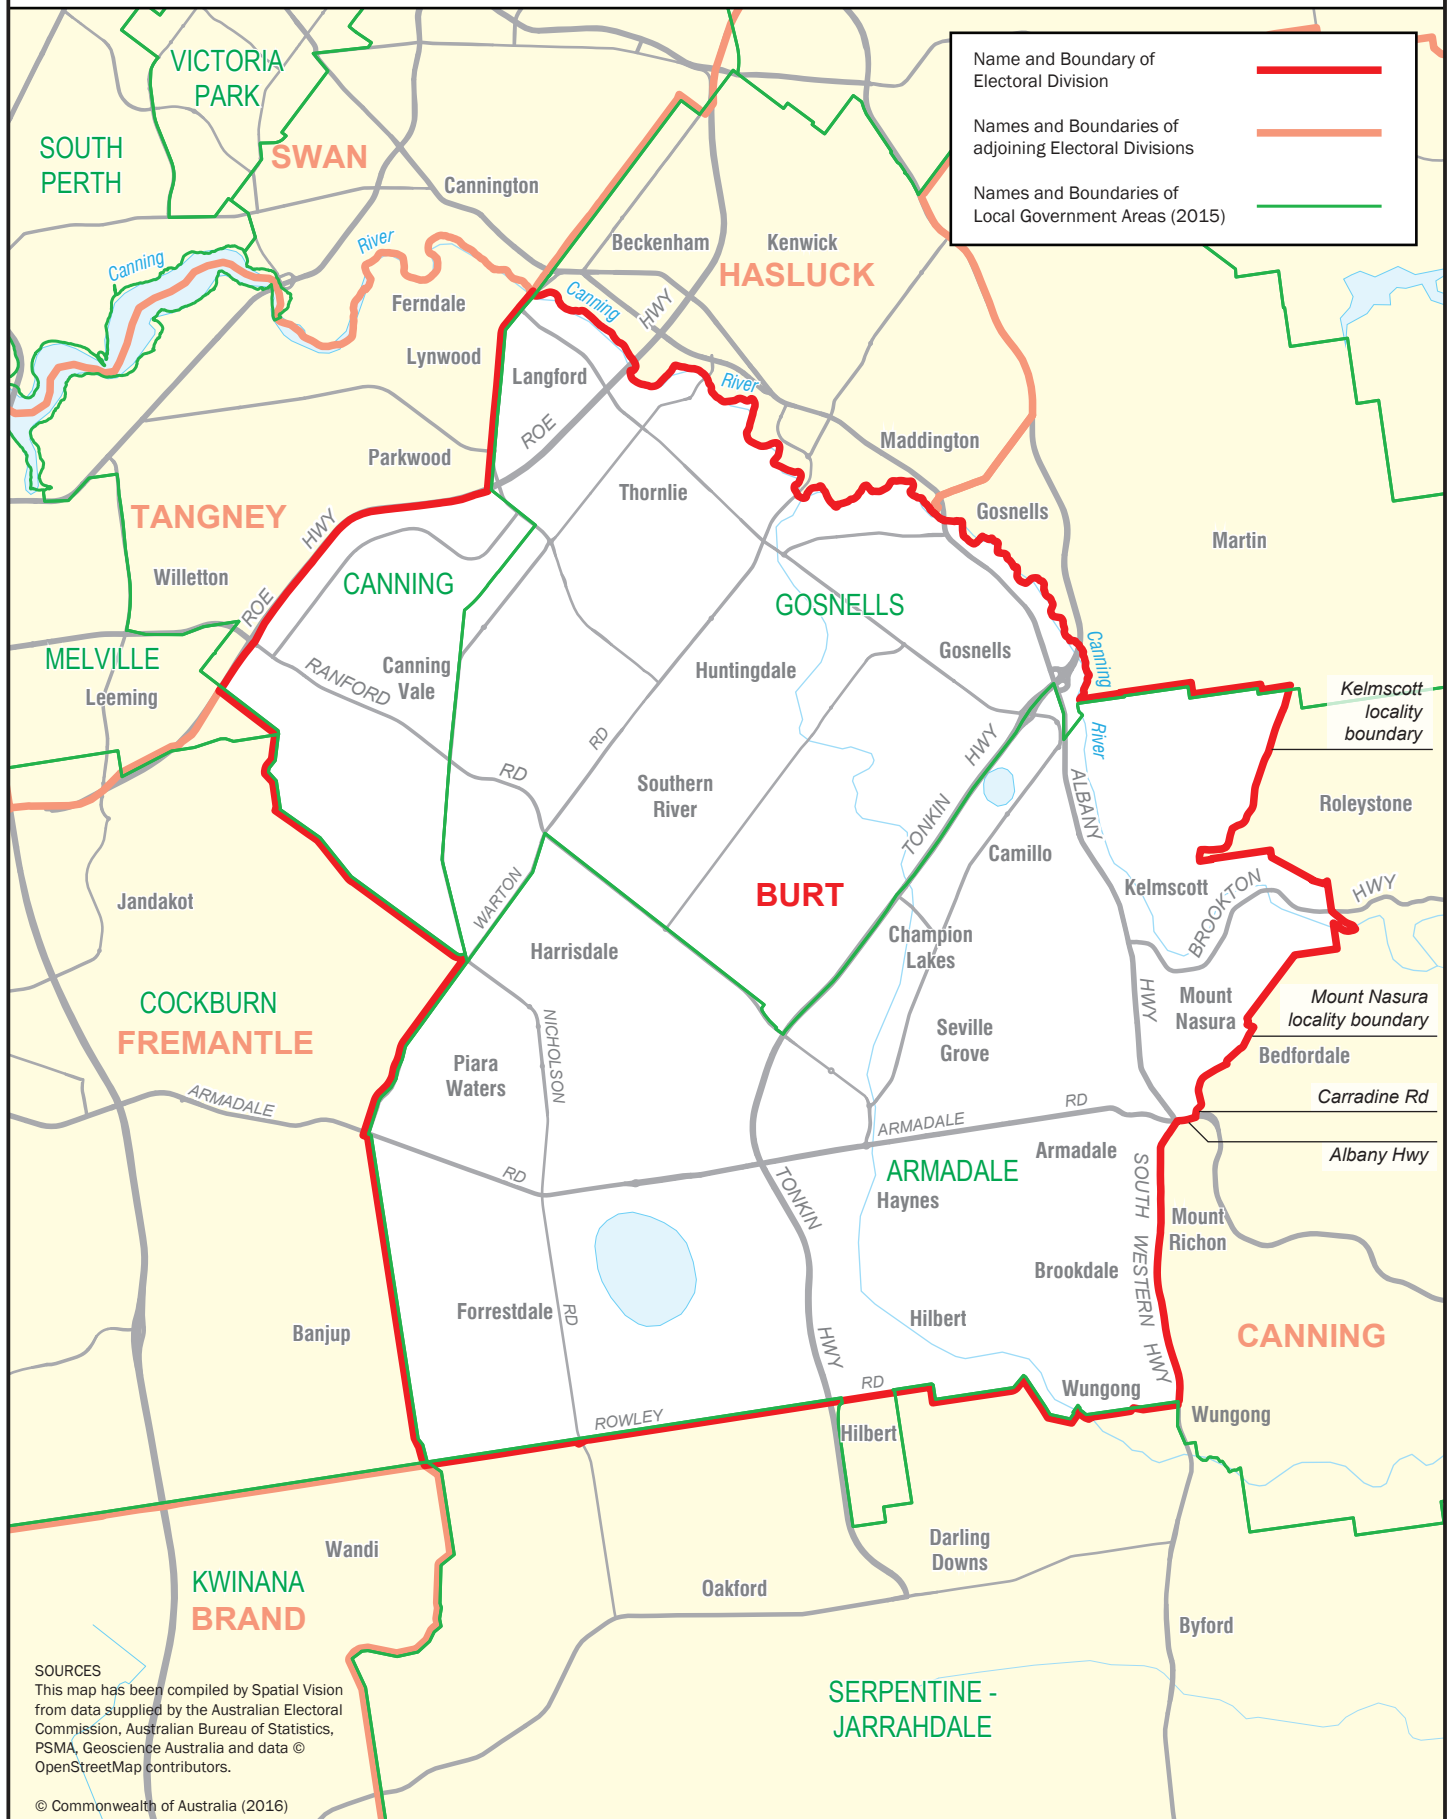 Name and Boundary of
Electoral Division
Names and Boundaries of
adjoining Electoral Divisions
Names and Boundaries of
Local Government Areas (2015)
VICTORIA
PARK
SOUTH
PERTH
SWAN
Cannington
Beckenham
Kenwick
HASLUCK
River
Canning
Ferndale
Canning
HWY
Lynwood
Langford
River
ROE
Maddington
Parkwood
Thornlie
Gosnells
TANGNEY
HWY
Martin
Willetton
CANNING
ROE
GOSNELLS
MELVILLE
Leeming
RANFORD
Canning
Vale
Huntingdale
Gosnells
Canning
Kelmscott
locality
boundary
River
RD
HWY
RD
Southern
River
ALBANY
Roleystone
TONKIN
Camillo
Jandakot
WARTON
BURT
Kelmscott
BROOKTON
HWY
Harrisdale
Champion
Lakes
COCKBURN
FREMANTLE
HWY
Mount
Nasura
Mount Nasura
locality boundary
NICHOLSON
Seville
Grove
Bedfordale
Piara
Waters
ARMADALE
Carradine Rd
RD
ARMADALE
Armadale
Albany Hwy
RD
TONKIN
ARMADALE
Haynes
SOUTH
WESTERN
HWY
Mount
Richon
Brookdale
Forrestdale
RD
Hilbert
Banjup
HWY
CANNING
RD
Wungong
ROWLEY
Hilbert
Wungong
Wandi
Darling
Downs
KWINANA
BRAND
Oakford
Byford
SERPENTINE -
JARRAHDALE
SOURCES
This map has been compiled by Spatial Vision
from data supplied by the Australian Electoral
Commission, Australian Bureau of Statistics,
PSMA, Geoscience Australia and data ©
OpenStreetMap contributors.
© Commonwealth of Australia (2016)